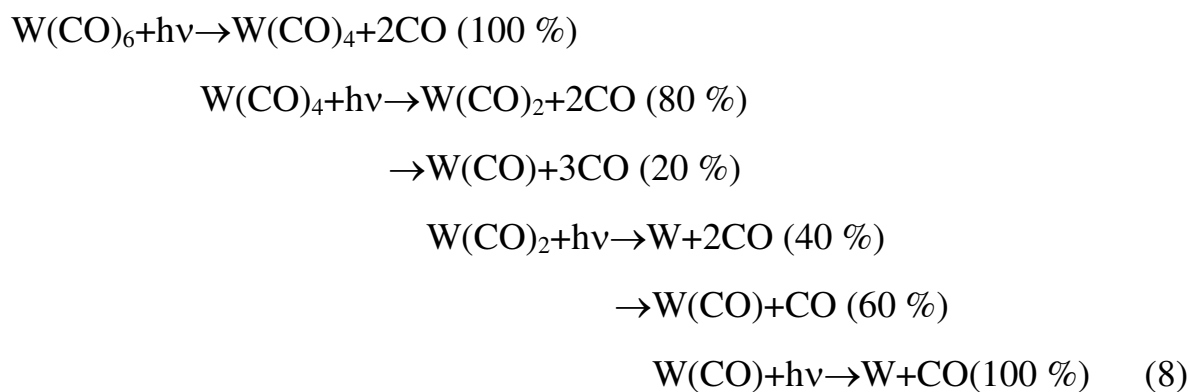 W(CO)₆+hν→W(CO)₄+2CO (100 %)
W(CO)₄+hν→W(CO)₂+2CO (80 %)
→W(CO)+3CO (20 %)
W(CO)₂+hν→W+2CO (40 %)
→W(CO)+CO (60 %)
W(CO)+hν→W+CO(100 %) (8)